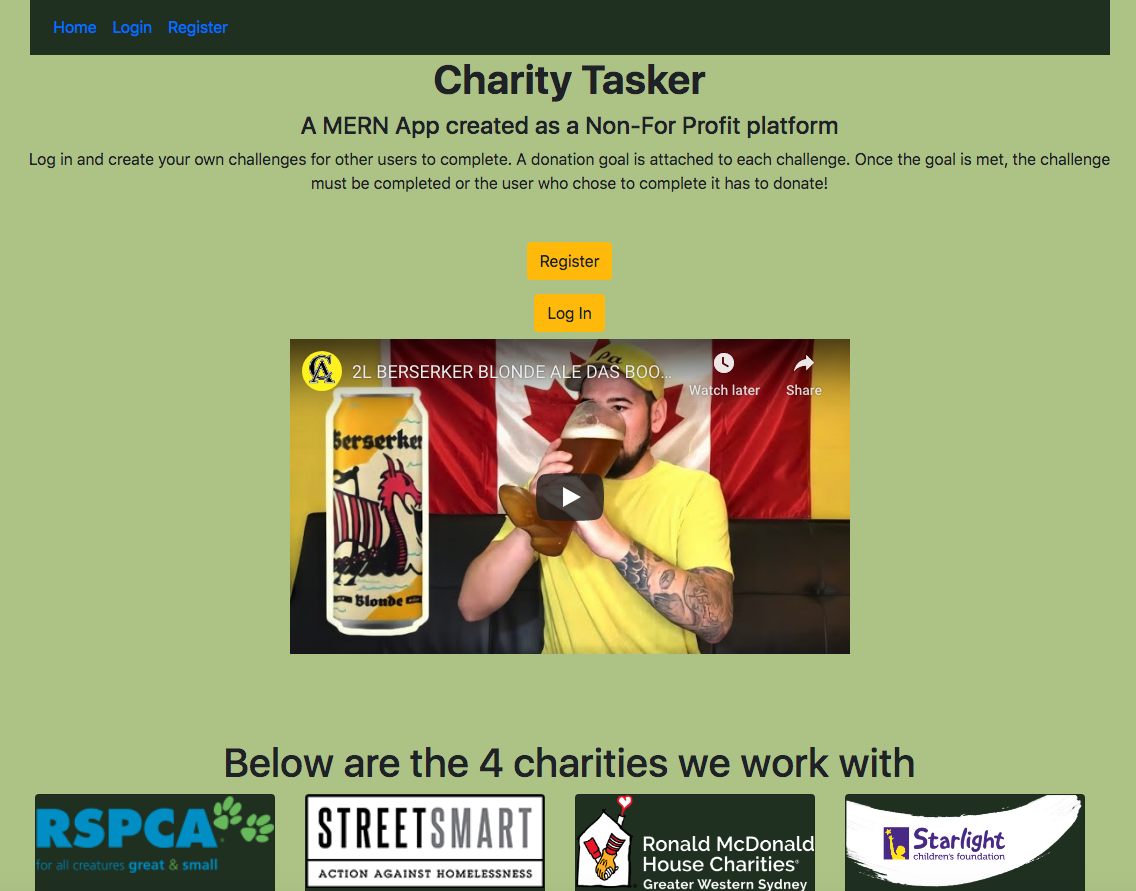 Home Login Register
Charity Tasker
A MERN App created as a Non-For Profit platform
Log in and create your own challenges for other users to complete. A donation goal is attached to each challenge. Once the goal is met, the challenge
must be completed or the user who chose to complete it has to donate!
Register
Log In
CA 2L BERSERKER BLONDE ALE DAS BOO...
Watch later Share
Berserker
Blonde
Below are the 4 charities we work with
RSPCA
for all creatures great & small
STREETSMART
ACTION AGAINST HOMELESSNESS
Ronald McDonald
House Charities®
Greater Western Sydney
Starlight
children's foundation